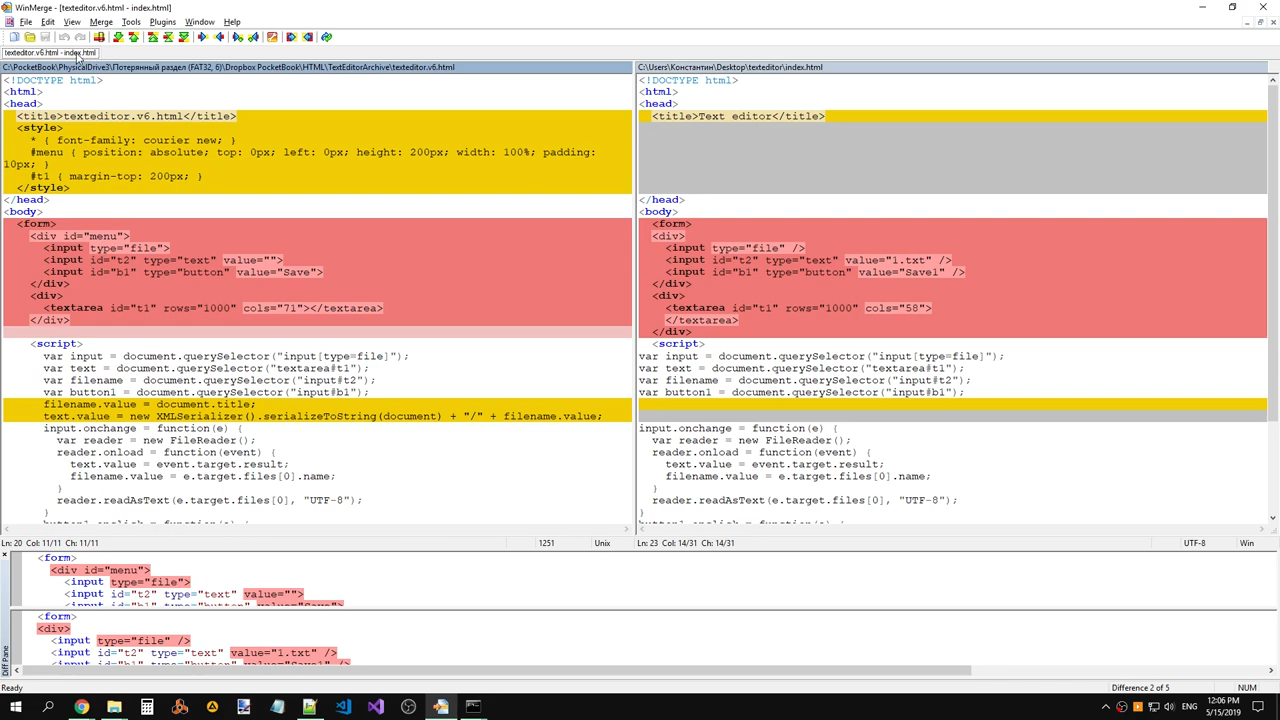 WinMerge - [texteditor.v6.html - index.html]
File Edit View Merge Tools Plugins Window Help
texteditor.v6.html - index.html
C:\PocketBook\PhysicalDrive3\Потерянный раздел (FAT32, 6)\Dropbox PocketBook\HTML\TextEditorArchive\texteditor.v6.html
<!DOCTYPE html>
<html>
<head>
<title>texteditor.v6.html</title>
<style>
* { font-family: courier new; }
#menu { position: absolute; top: 0px; left: 0px; height: 200px; width: 100%; padding:
10px; }
#t1 { margin-top: 200px; }
</style>
</head>
<body>
<form>
<div id="menu">
<input type="file">
<input id="t2" type="text" value="">
<input id="b1" type="button" value="Save">
</div>
<div>
<textarea id="t1" rows="1000" cols="71"></textarea>
</div>
<script>
var input = document.querySelector("input[type=file]");
var text = document.querySelector("textarea#t1");
var filename = document.querySelector("input#t2");
var button1 = document.querySelector("input#b1");
filename.value = document.title;
text.value = new XMLSerializer().serializeToString(document) + "/" + filename.value;
input.onchange = function(e) {
var reader = new FileReader();
reader.onload = function(event) {
text.value = event.target.result;
filename.value = e.target.files[0].name;
}
reader.readAsText(e.target.files[0], "UTF-8");
}
C:\Users\Константин\Desktop\texteditor\index.html
<!DOCTYPE html>
<html>
<head>
<title>Text editor</title>
</head>
<body>
<form>
<div>
<input type="file" />
<input id="t2" type="text" value="1.txt" />
<input id="b1" type="button" value="Save1" />
</div>
<div>
<textarea id="t1" rows="1000" cols="58">
</textarea>
</div>
<script>
var input = document.querySelector("input[type=file]");
var text = document.querySelector("textarea#t1");
var filename = document.querySelector("input#t2");
var button1 = document.querySelector("input#b1");
input.onchange = function(e) {
var reader = new FileReader();
reader.onload = function(event) {
text.value = event.target.result;
filename.value = e.target.files[0].name;
}
reader.readAsText(e.target.files[0], "UTF-8");
}
Ln: 20 Col: 11/11 Ch: 11/11 1251 Unix
Ln: 23 Col: 14/31 Ch: 14/31 UTF-8 Win
Diff Pane
<form>
<div id="menu">
<input type="file">
<input id="t2" type="text" value="">
<form>
<div>
<input type="file" />
<input id="t2" type="text" value="1.txt" />
Ready Difference 2 of 5 NUM
ENG 12:06 PM
5/15/2019